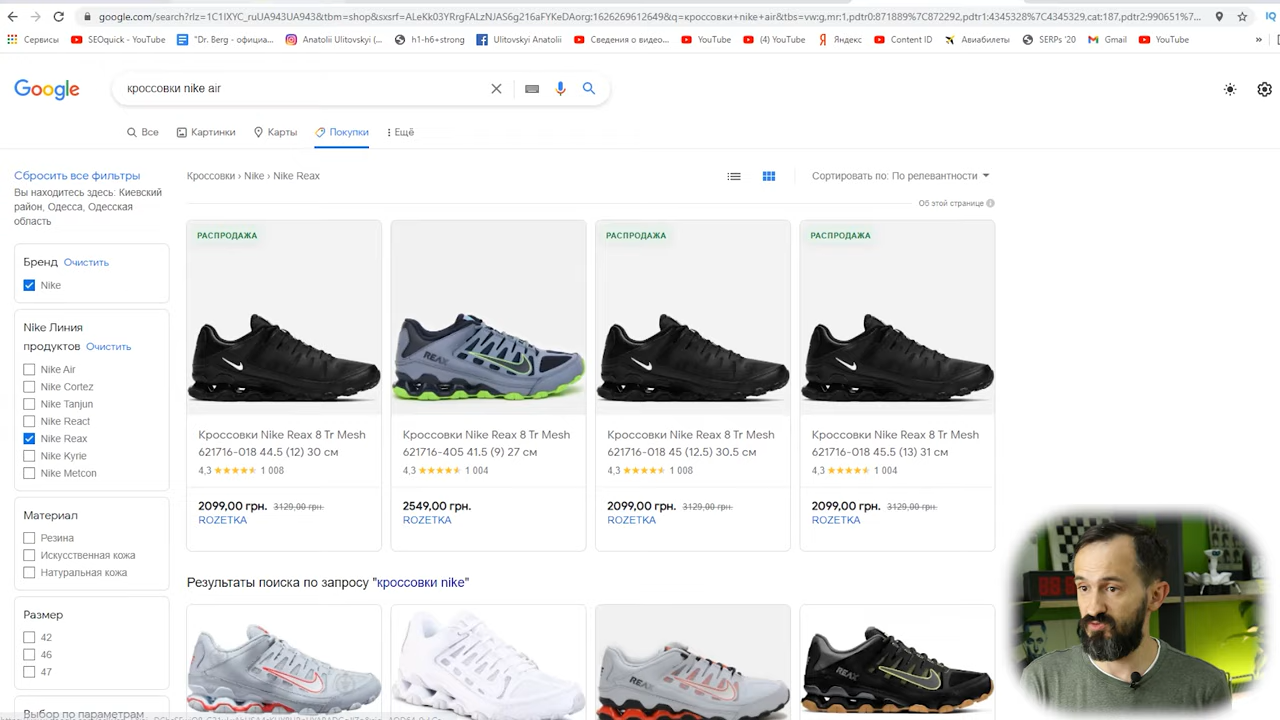 google.com/search?rlz=1C1IXYC_ruUA943UA943&tbm=shop&sxsrf=ALeKk03YRrgFALzNJAS6g216aFYKeDAorg:1626269612649&q=кроссовки+nike+air&tbs=vw:g,mr:1,pdtr0:871889%7C872292,pdtr1:4345328%7C4345329,cat:187,pdtr2:990651%7...
Сервисы SEOquick - YouTube "Dr. Berg - официа... Anatolii Ulitovskyi (... h1-h6+strong Ulitovskyi Anatolii Сведения о видео... YouTube (4) YouTube Яндекс Content ID Авиабилеты SERPs '20 Gmail YouTube »
Google кроссовки nike air
Все Картинки Карты Покупки Ещё
Сбросить все фильтры
Вы находитесь здесь: Киевский
район, Одесса, Одесская
область
Бренд Очистить
Nike
Nike Линия
продуктов Очистить
Nike Air
Nike Cortez
Nike Tanjun
Nike React
Nike Reax
Nike Kyrie
Nike Metcon
Материал
Резина
Искусственная кожа
Натуральная кожа
Размер
42
46
47
Выбор по параметрам
Кроссовки › Nike › Nike Reax
Сортировать по: По релевантности
Об этой странице
РАСПРОДАЖА
Кроссовки Nike Reax 8 Tr Mesh
621716-018 44.5 (12) 30 см
4,3 1 008
2099,00 грн. 3129,00 грн.
ROZETKA
REAX
Кроссовки Nike Reax 8 Tr Mesh
621716-405 41.5 (9) 27 см
4,3 1 004
2549,00 грн.
ROZETKA
РАСПРОДАЖА
Кроссовки Nike Reax 8 Tr Mesh
621716-018 45 (12.5) 30.5 см
4,3 1 008
2099,00 грн. 3129,00 грн.
ROZETKA
РАСПРОДАЖА
Кроссовки Nike Reax 8 Tr Mesh
621716-018 45.5 (13) 31 см
4,3 1 004
2099,00 грн. 3129,00 грн.
ROZETKA
Результаты поиска по запросу "кроссовки nike"
REAX
REAX